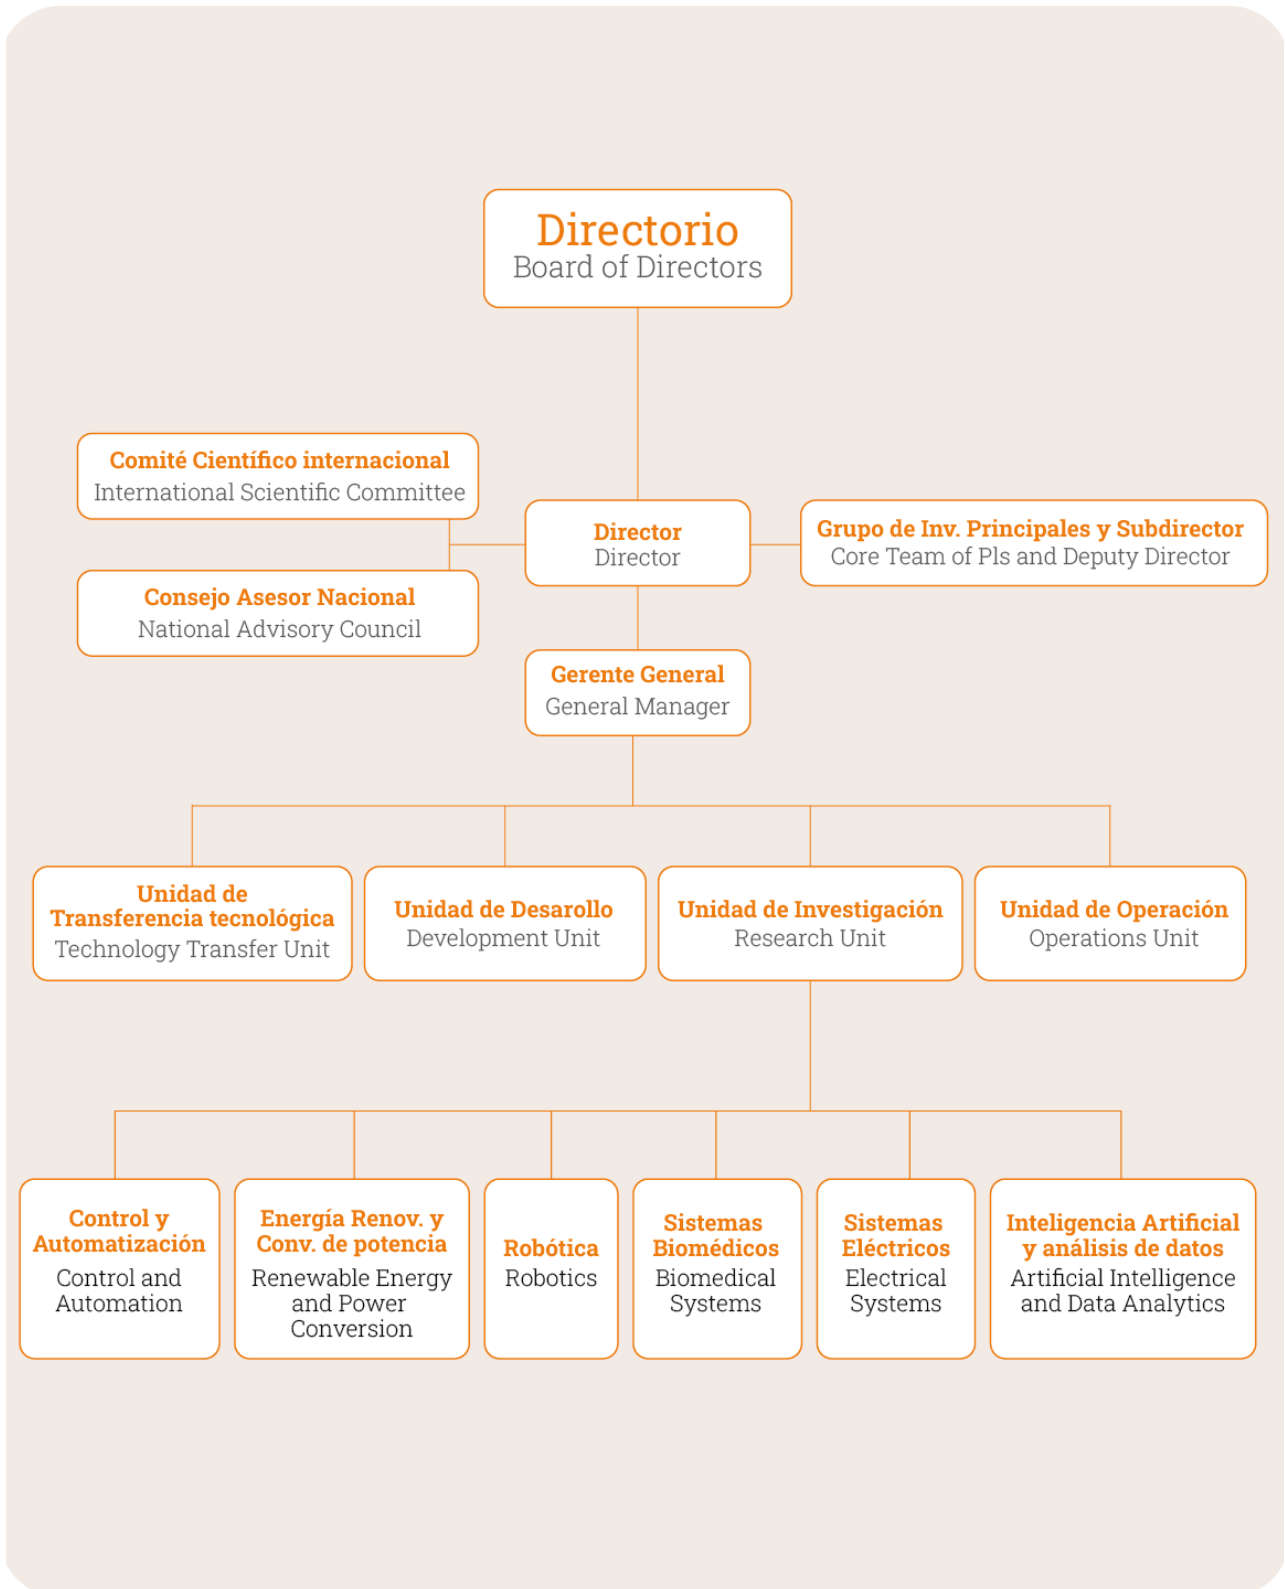 Directorio
Board of Directors
Comité Científico internacional
International Scientific Committee
Director
Director
Grupo de Inv. Principales y Subdirector
Core Team of Pls and Deputy Director
Consejo Asesor Nacional
National Advisory Council
Gerente General
General Manager
Unidad de
Transferencia tecnológica
Technology Transfer Unit
Unidad de Desarollo
Development Unit
Unidad de Investigación
Research Unit
Unidad de Operación
Operations Unit
Control y
Automatización
Control and
Automation
Energía Renov. y
Conv. de potencia
Renewable Energy
and Power
Conversion
Robótica
Robotics
Sistemas
Biomédicos
Biomedical
Systems
Sistemas
Eléctricos
Electrical
Systems
Inteligencia Artificial
y análisis de datos
Artificial Intelligence
and Data Analytics